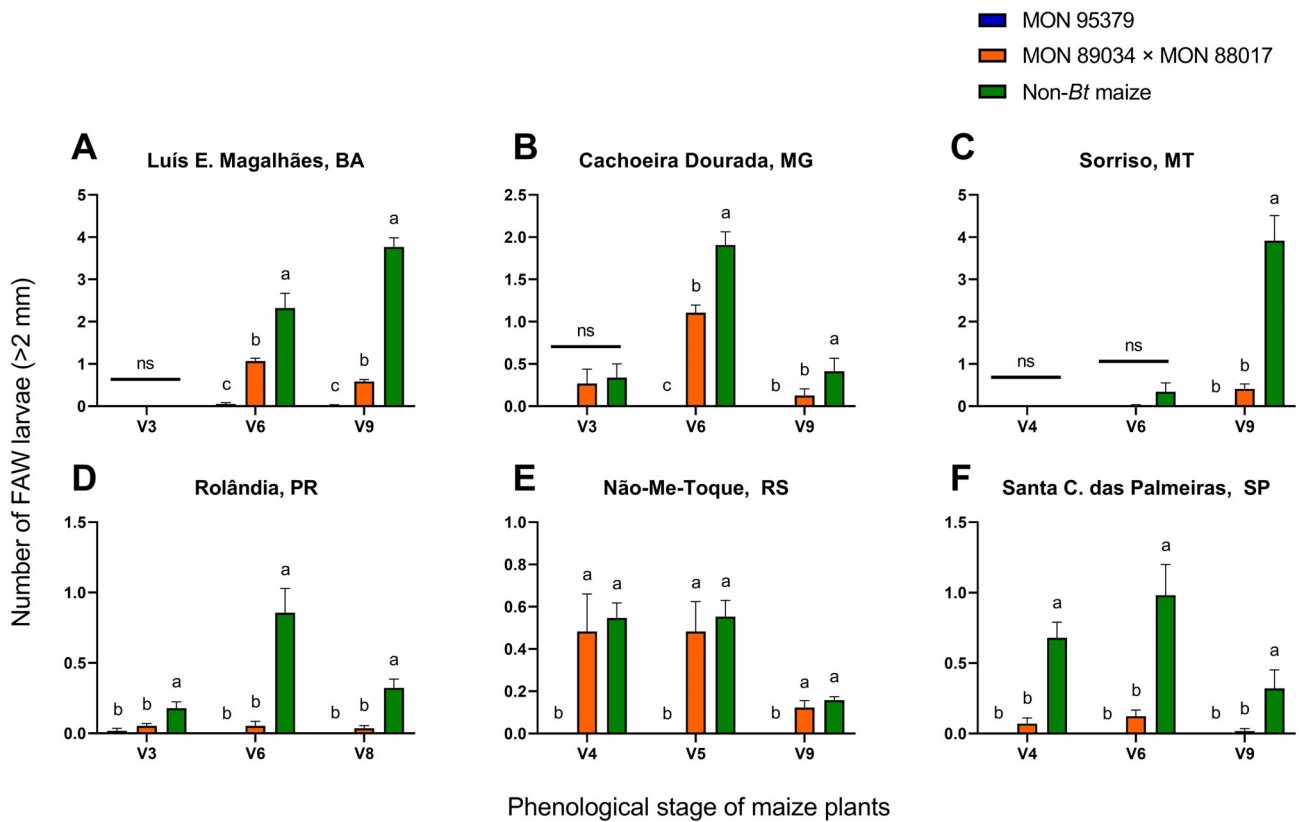 MON 95379
MON 89034 × MON 88017
Non-Bt maize
Number of FAW larvae (>2 mm)
A
Luís E. Magalhães, BA
5
4
3
2
1
0
ns
c
b
a
c
b
a
V3
V6
V9
B
Cachoeira Dourada, MG
2.5
2.0
1.5
1.0
0.5
0.0
ns
c
b
a
b
b
a
V3
V6
V9
C
Sorriso, MT
5
4
3
2
1
0
ns
ns
b
b
a
V4
V6
V9
D
Rolândia, PR
1.5
1.0
0.5
0.0
b
b
a
b
b
a
b
b
a
V3
V6
V8
E
Não-Me-Toque, RS
1.0
0.8
0.6
0.4
0.2
0.0
b
a
a
b
a
a
b
a
a
V4
V5
V9
F
Santa C. das Palmeiras, SP
1.5
1.0
0.5
0.0
b
b
a
b
b
a
b
b
a
V4
V6
V9
Phenological stage of maize plants